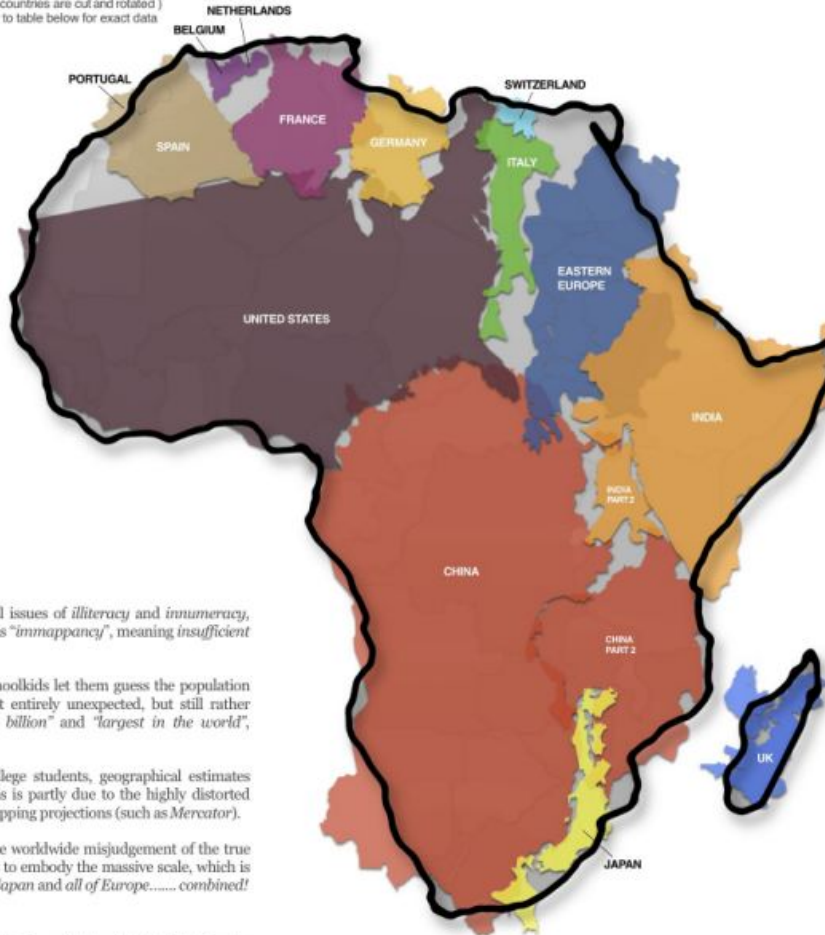 countries are cut and rotated )
to table below for exact data
NETHERLANDS
BELGIUM
PORTUGAL
SWITZERLAND
FRANCE
SPAIN
GERMANY
ITALY
EASTERN
EUROPE
UNITED STATES
INDIA
INDIA
PART 2
CHINA
CHINA
PART 2
UK
JAPAN
l issues of illiteracy and innumeracy,
s "immappancy", meaning insufficient
oolkids let them guess the population
t entirely unexpected, but still rather
billion" and "largest in the world",
llege students, geographical estimates
s is partly due to the highly distorted
pping projections (such as Mercator).
e worldwide misjudgement of the true
to embody the massive scale, which is
Japan and all of Europe....... combined!